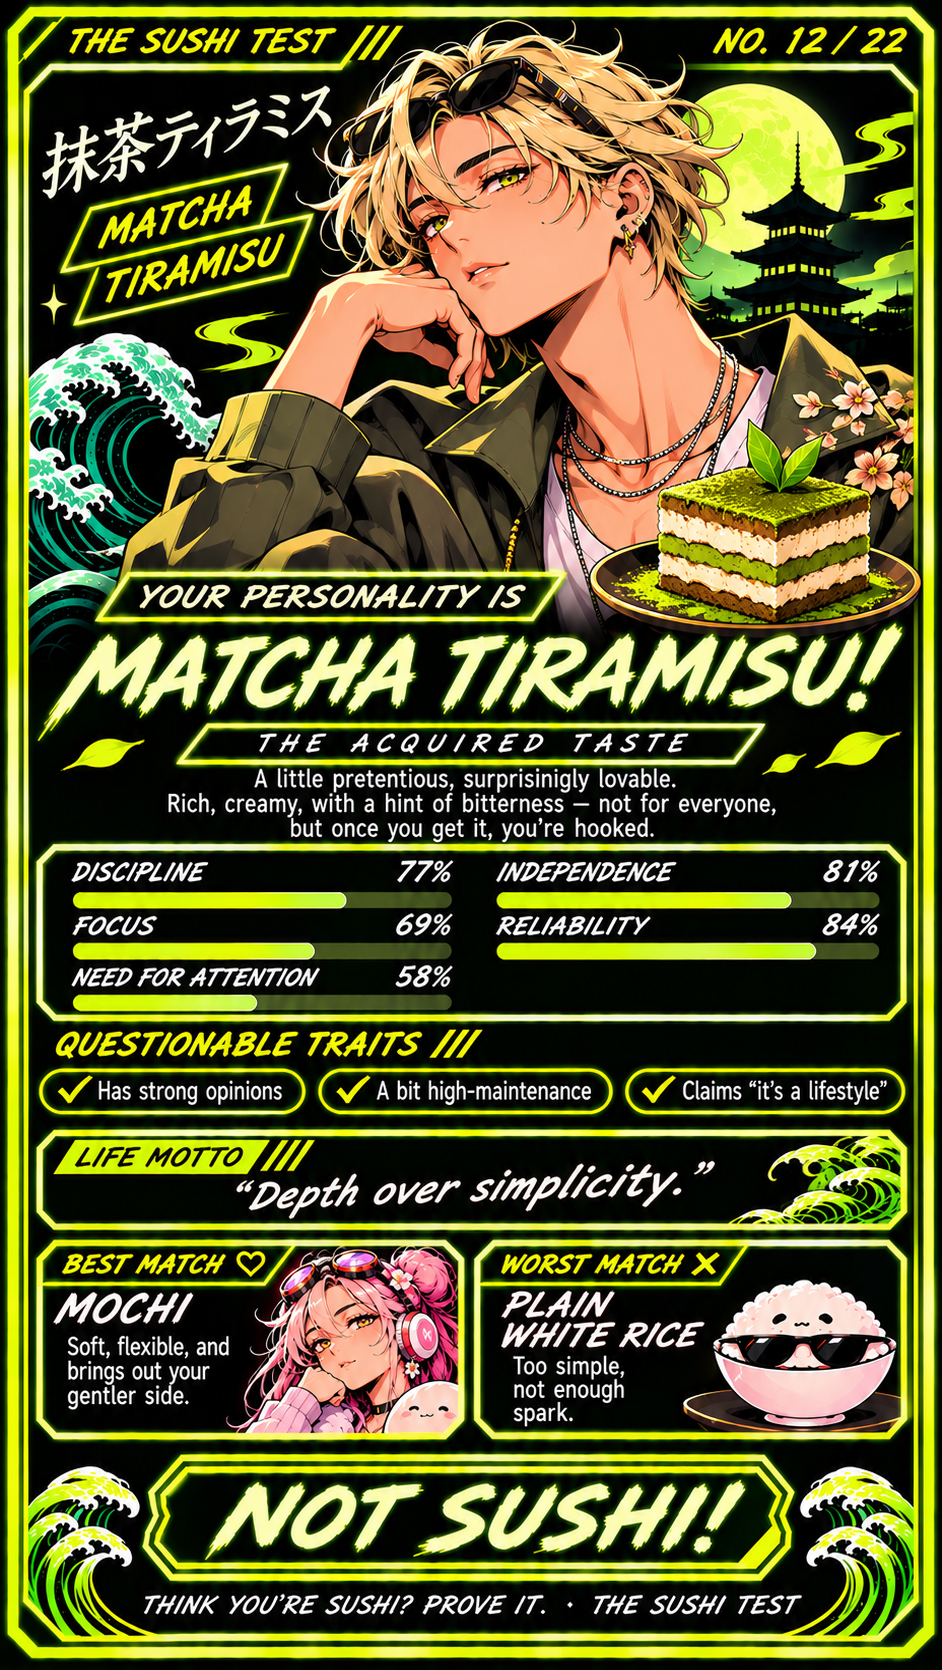 THE SUSHI TEST ///
NO. 12 / 22
抹茶ティラミス
MATCHA
TIRAMISU
YOUR PERSONALITY IS
MATCHA TIRAMISU!
THE ACQUIRED TASTE
A little pretentious, surprisinigly lovable.
Rich, creamy, with a hint of bitterness — not for everyone,
but once you get it, you're hooked.
DISCIPLINE 77%
INDEPENDENCE 81%
FOCUS 69%
RELIABILITY 84%
NEED FOR ATTENTION 58%
QUESTIONABLE TRAITS ///
Has strong opinions
A bit high-maintenance
Claims “it's a lifestyle”
LIFE MOTTO ///
“Depth over simplicity.”
BEST MATCH
MOCHI
Soft, flexible, and
brings out your
gentler side.
WORST MATCH
PLAIN
WHITE RICE
Too simple,
not enough
spark.
NOT SUSHI!
THINK YOU'RE SUSHI? PROVE IT. · THE SUSHI TEST